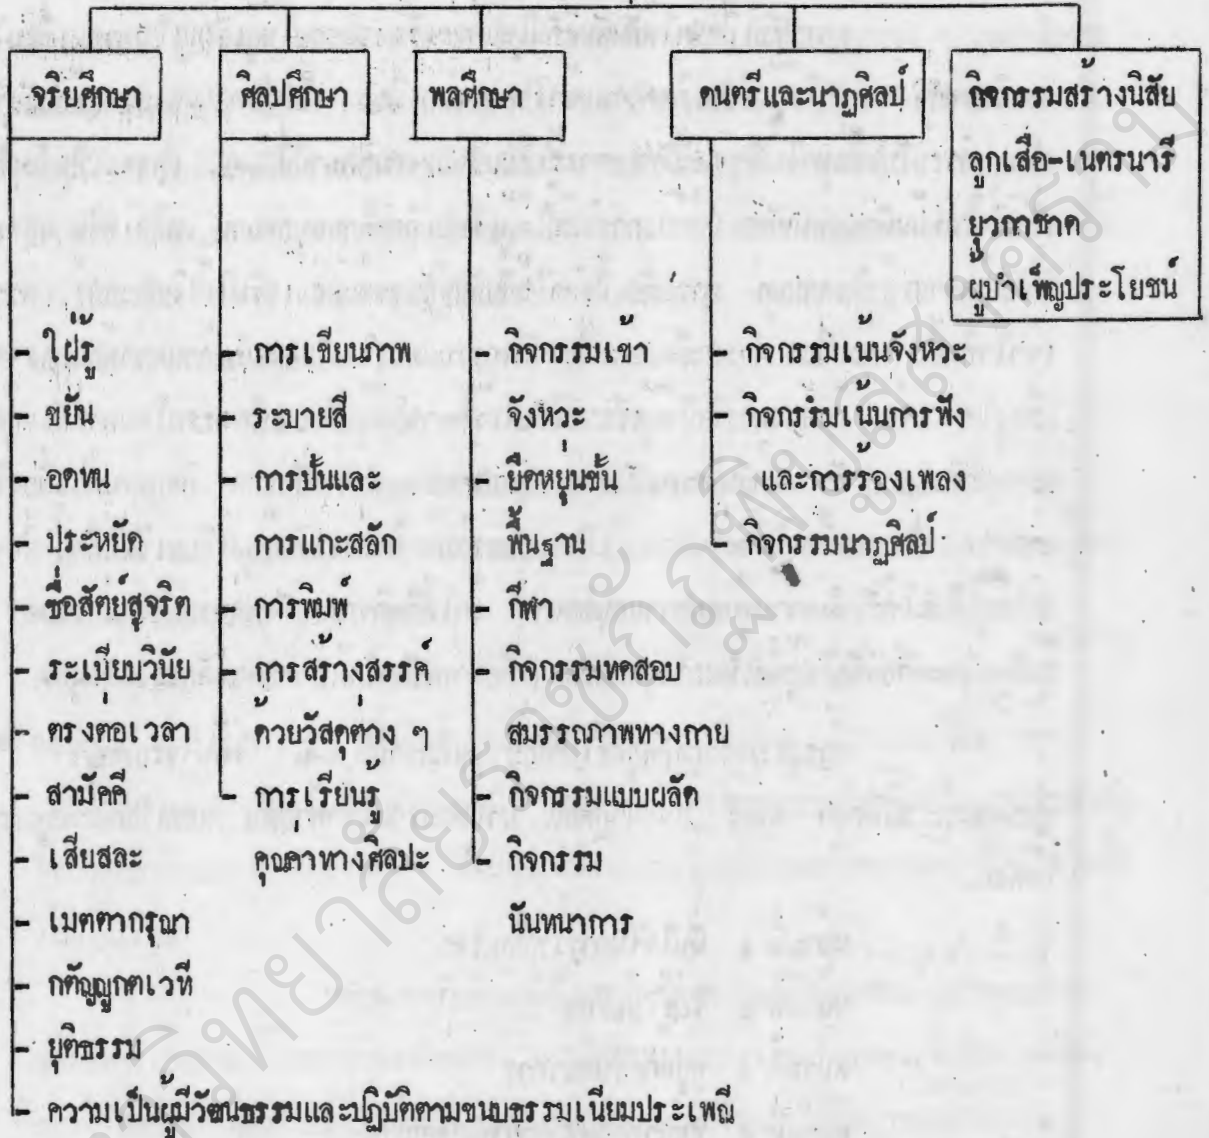 จริยศึกษา
ศิลปศึกษา
พลศึกษา
ดนตรีและนาฏศิลป์
กิจกรรมสร้างนิสัย
ลูกเสือ-เนตรนารี
ยุวกาชาด
ผู้บำเพ็ญประโยชน์
- ใฝ่รู้
- ขยัน
- อดทน
- ประหยัด
- ซื่อสัตย์สุจริต
- ระเบียบวินัย
- ตรงต่อเวลา
- สามัคคี
- เสียสละ
- เมตตากรุณา
- กตัญญูกตเวที
- ยุติธรรม
- ความเป็นผู้มีวัฒนธรรมและปฏิบัติตามขนบธรรมเนียมประเพณี
- การเขียนภาพ
- ระบายสี
- การปั้นและ
การแกะสลัก
- การพิมพ์
- การสร้างสรรค์
ด้วยวัสดุต่าง ๆ
- การเรียนรู้
คุณค่าทางศิลปะ
- กิจกรรมเข้า
จังหวะ
- ยืดหยุ่นขั้น
พื้นฐาน
- กีฬา
- กิจกรรมทดสอบ
สมรรถภาพทางกาย
- กิจกรรมแบบผลัด
- กิจกรรม
นันทนาการ
- กิจกรรมเน้นจังหวะ
- กิจกรรมเน้นการฟัง
และการร้องเพลง
- กิจกรรมนาฏศิลป์